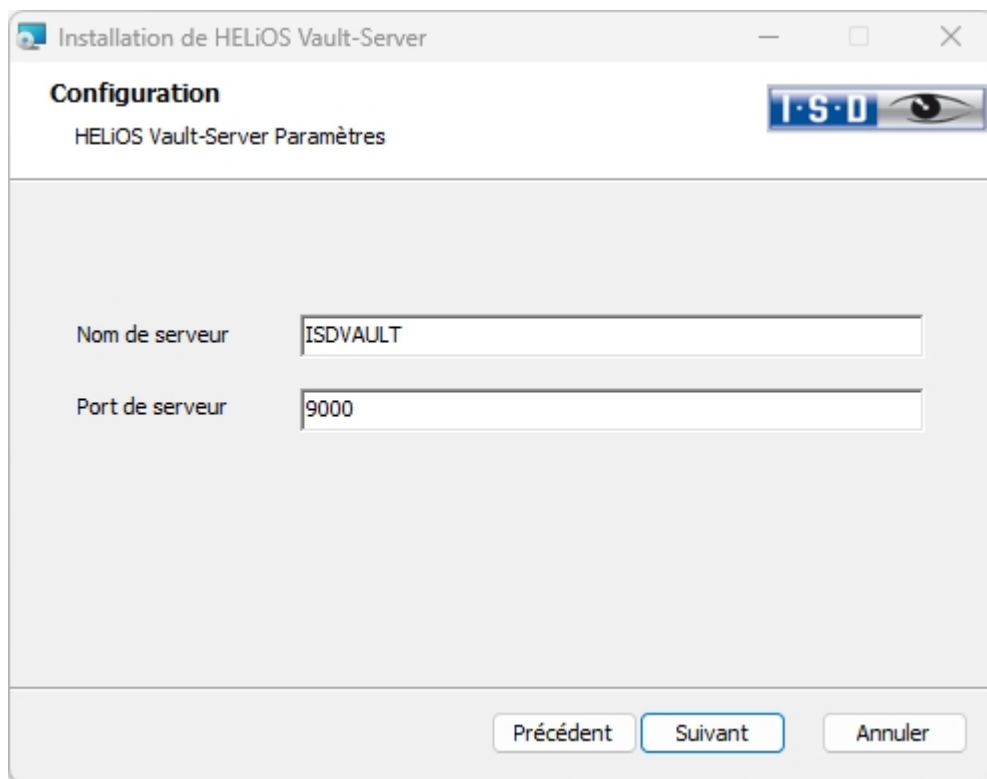 Installation de HELiOS Vault-Server
Configuration
HELiOS Vault-Server Paramètres
I·S·D
Nom de serveur ISDVAULT
Port de serveur 9000
Précédent Suivant Annuler